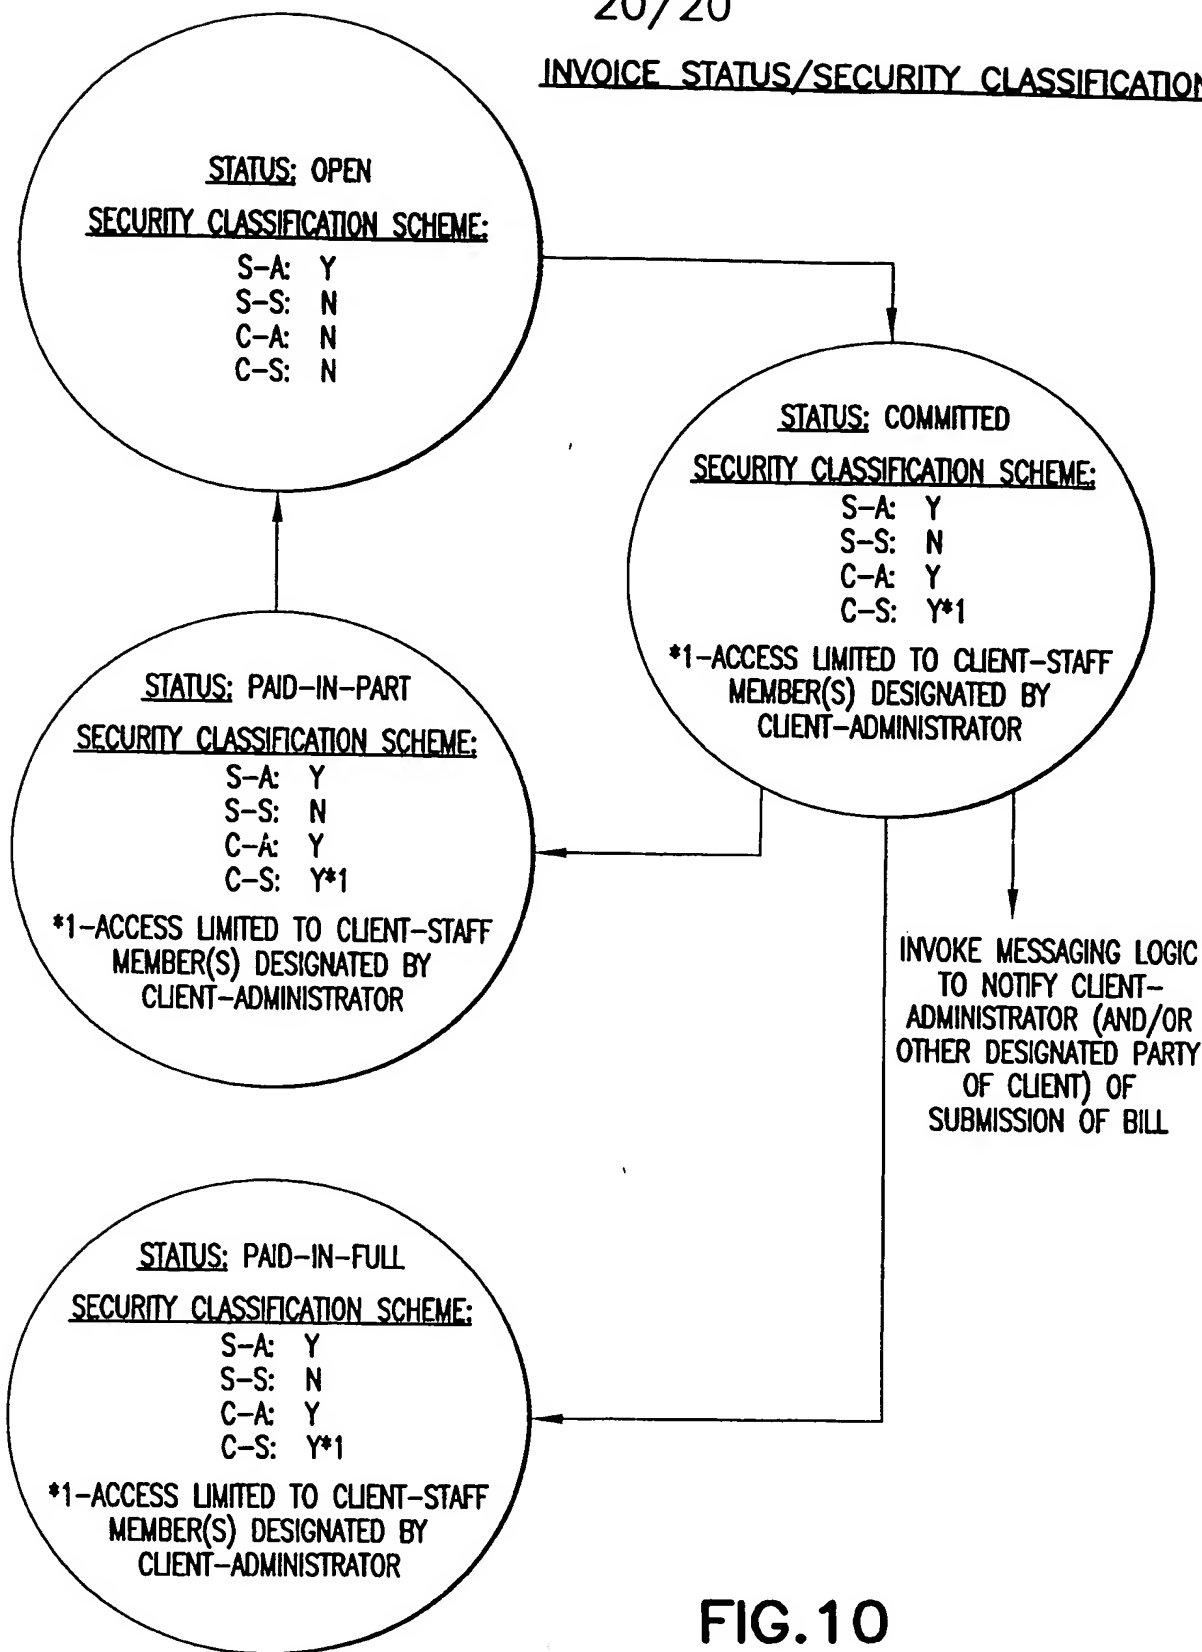 20/20
INVOICE STATUS/SECURITY CLASSIFICATION
STATUS: OPEN
SECURITY CLASSIFICATION SCHEME:
S-A: Y
S-S: N
C-A: N
C-S: N
STATUS: COMMITTED
SECURITY CLASSIFICATION SCHEME:
S-A: Y
S-S: N
C-A: Y
C-S: Y*1
*1-ACCESS LIMITED TO CLIENT-STAFF
MEMBER(S) DESIGNATED BY
CLIENT-ADMINISTRATOR
STATUS: PAID-IN-PART
SECURITY CLASSIFICATION SCHEME:
S-A: Y
S-S: N
C-A: Y
C-S: Y*1
*1-ACCESS LIMITED TO CLIENT-STAFF
MEMBER(S) DESIGNATED BY
CLIENT-ADMINISTRATOR
INVOKE MESSAGING LOGIC
TO NOTIFY CLIENT-
ADMINISTRATOR (AND/OR
OTHER DESIGNATED PARTY
OF CLIENT) OF
SUBMISSION OF BILL
STATUS: PAID-IN-FULL
SECURITY CLASSIFICATION SCHEME:
S-A: Y
S-S: N
C-A: Y
C-S: Y*1
*1-ACCESS LIMITED TO CLIENT-STAFF
MEMBER(S) DESIGNATED BY
CLIENT-ADMINISTRATOR
FIG.10